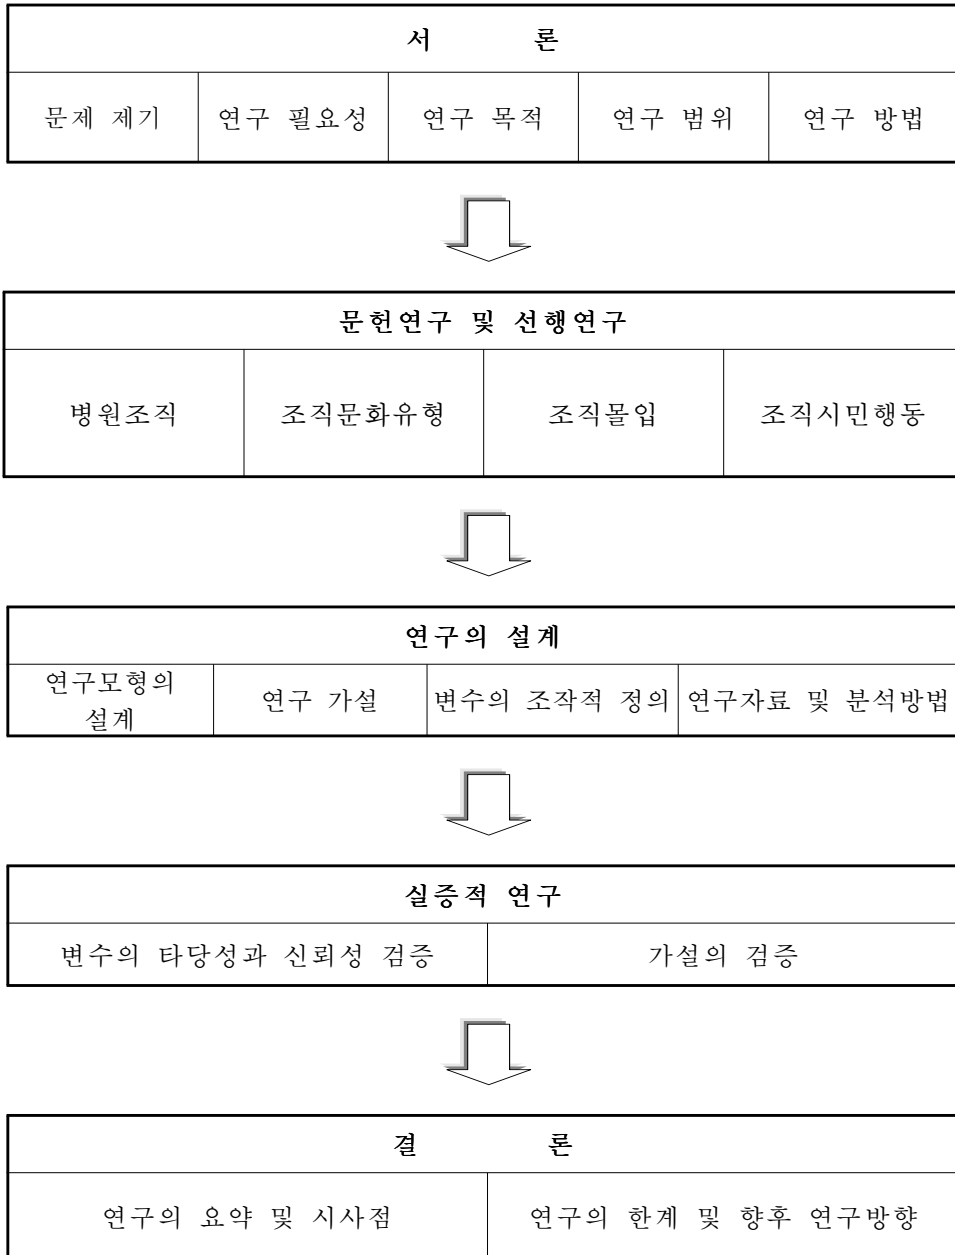 서 론
문제 제기 연구 필요성 연구 목적 연구 범위 연구 방법
문헌연구 및 선행연구
병원조직 조직문화유형 조직몰입 조직시민행동
연구의 설계
연구모형의
설계
연구 가설 변수의 조작적 정의 연구자료 및 분석방법
실증적 연구
변수의 타당성과 신뢰성 검증 가설의 검증
결 론
연구의 요약 및 시사점 연구의 한계 및 향후 연구방향